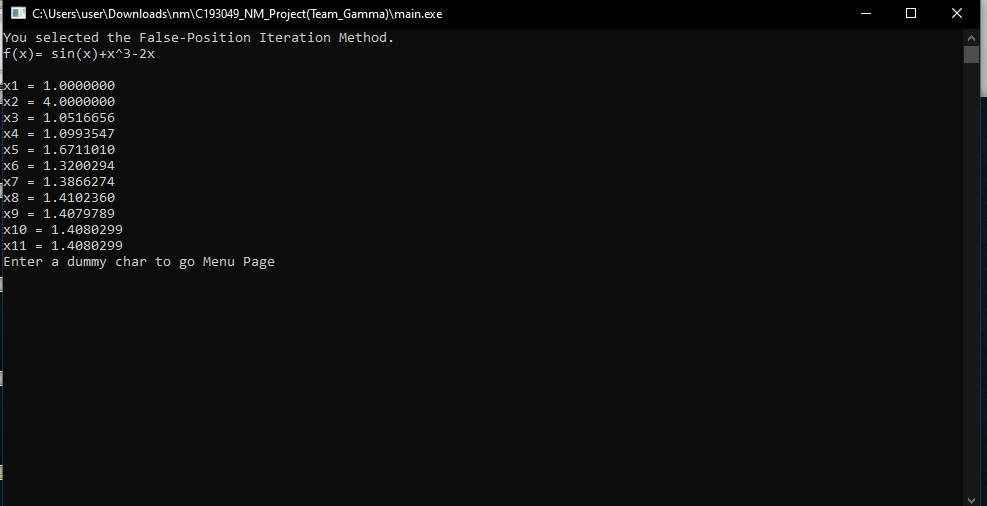 C:\Users\user\Downloads\nm\C193049_NM_Project(Team_Gamma)\main.exe
You selected the False-Position Iteration Method.
f(x)= sin(x)+x^3-2x
x1 = 1.0000000
x2 = 4.0000000
x3 = 1.0516656
x4 = 1.0993547
x5 = 1.6711010
x6 = 1.3200294
x7 = 1.3866274
x8 = 1.4102360
x9 = 1.4079789
x10 = 1.4080299
x11 = 1.4080299
Enter a dummy char to go Menu Page